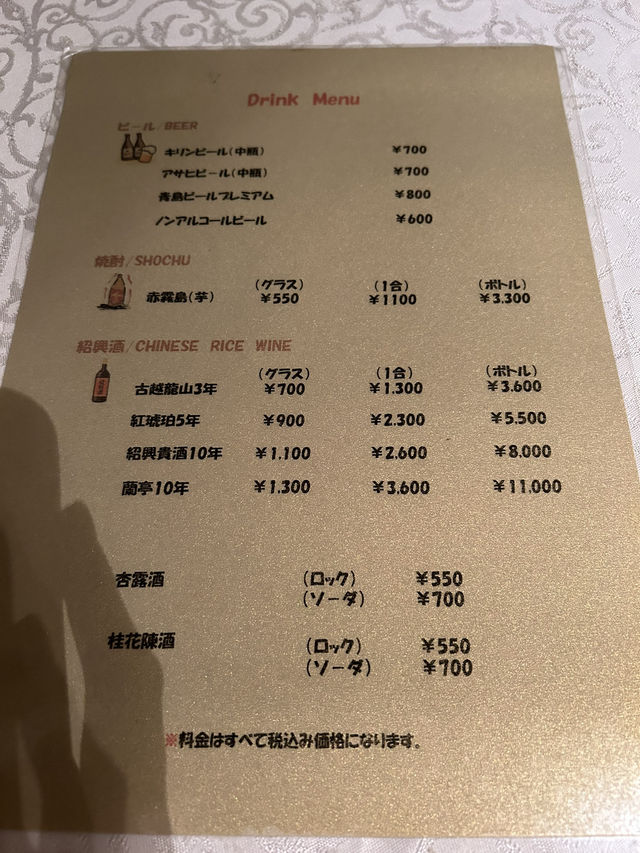 Drink Menu
ビール/BEER
キリンビール(中瓶) ¥700
アサヒビール(中瓶) ¥700
青島ビールプレミアム ¥800
ノンアルコールビール ¥600
焼酎/SHOCHU
(グラス) (1合) (ボトル)
赤霧島(芋) ¥550 ¥1100 ¥3.300
紹興酒/CHINESE RICE WINE
(グラス) (1合) (ボトル)
古越龍山3年 ¥700 ¥1.300 ¥3.600
紅琥珀5年 ¥900 ¥2.300 ¥5.500
紹興貴酒10年 ¥1.100 ¥2.600 ¥8.000
蘭亭10年 ¥1.300 ¥3.600 ¥11.000
杏露酒 (ロック) ¥550
(ソーダ) ¥700
桂花陳酒 (ロック) ¥550
(ソーダ) ¥700
※料金はすべて税込み価格になります。